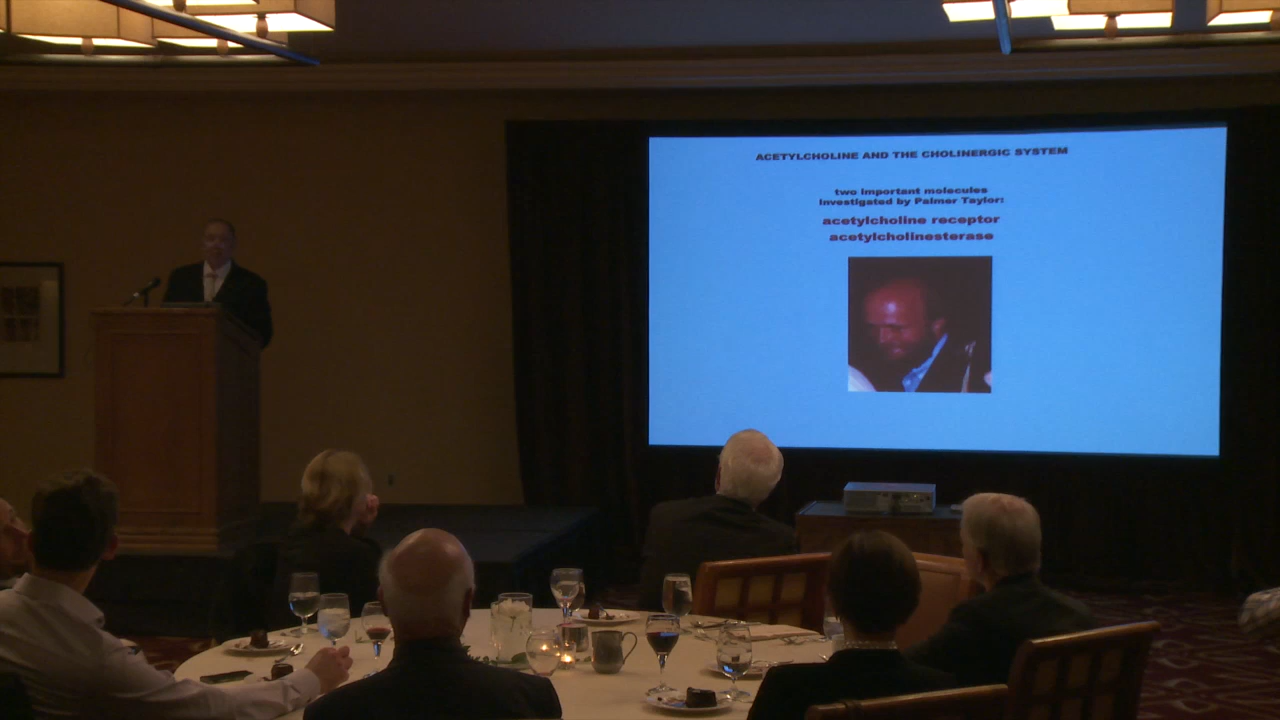 ACETYLCHOLINE AND THE CHOLINERGIC SYSTEM
two important molecules
investigated by Palmer Taylor:
acetylcholine receptor
acetylcholinesterase